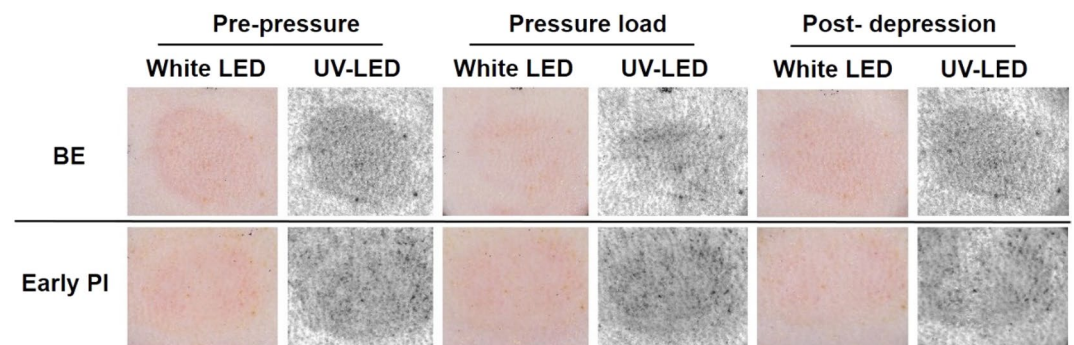 Pre-pressure Pressure load Post- depression
White LED UV-LED White LED UV-LED White LED UV-LED
BE
Early PI